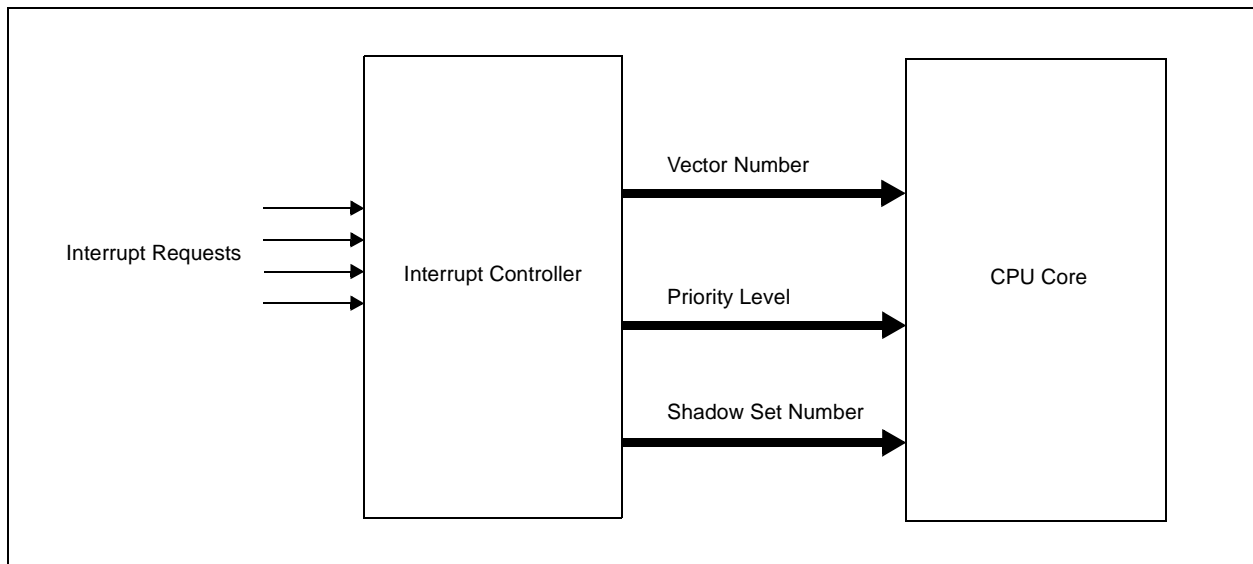 Vector Number
Interrupt Requests
Interrupt Controller
Priority Level
CPU Core
Shadow Set Number